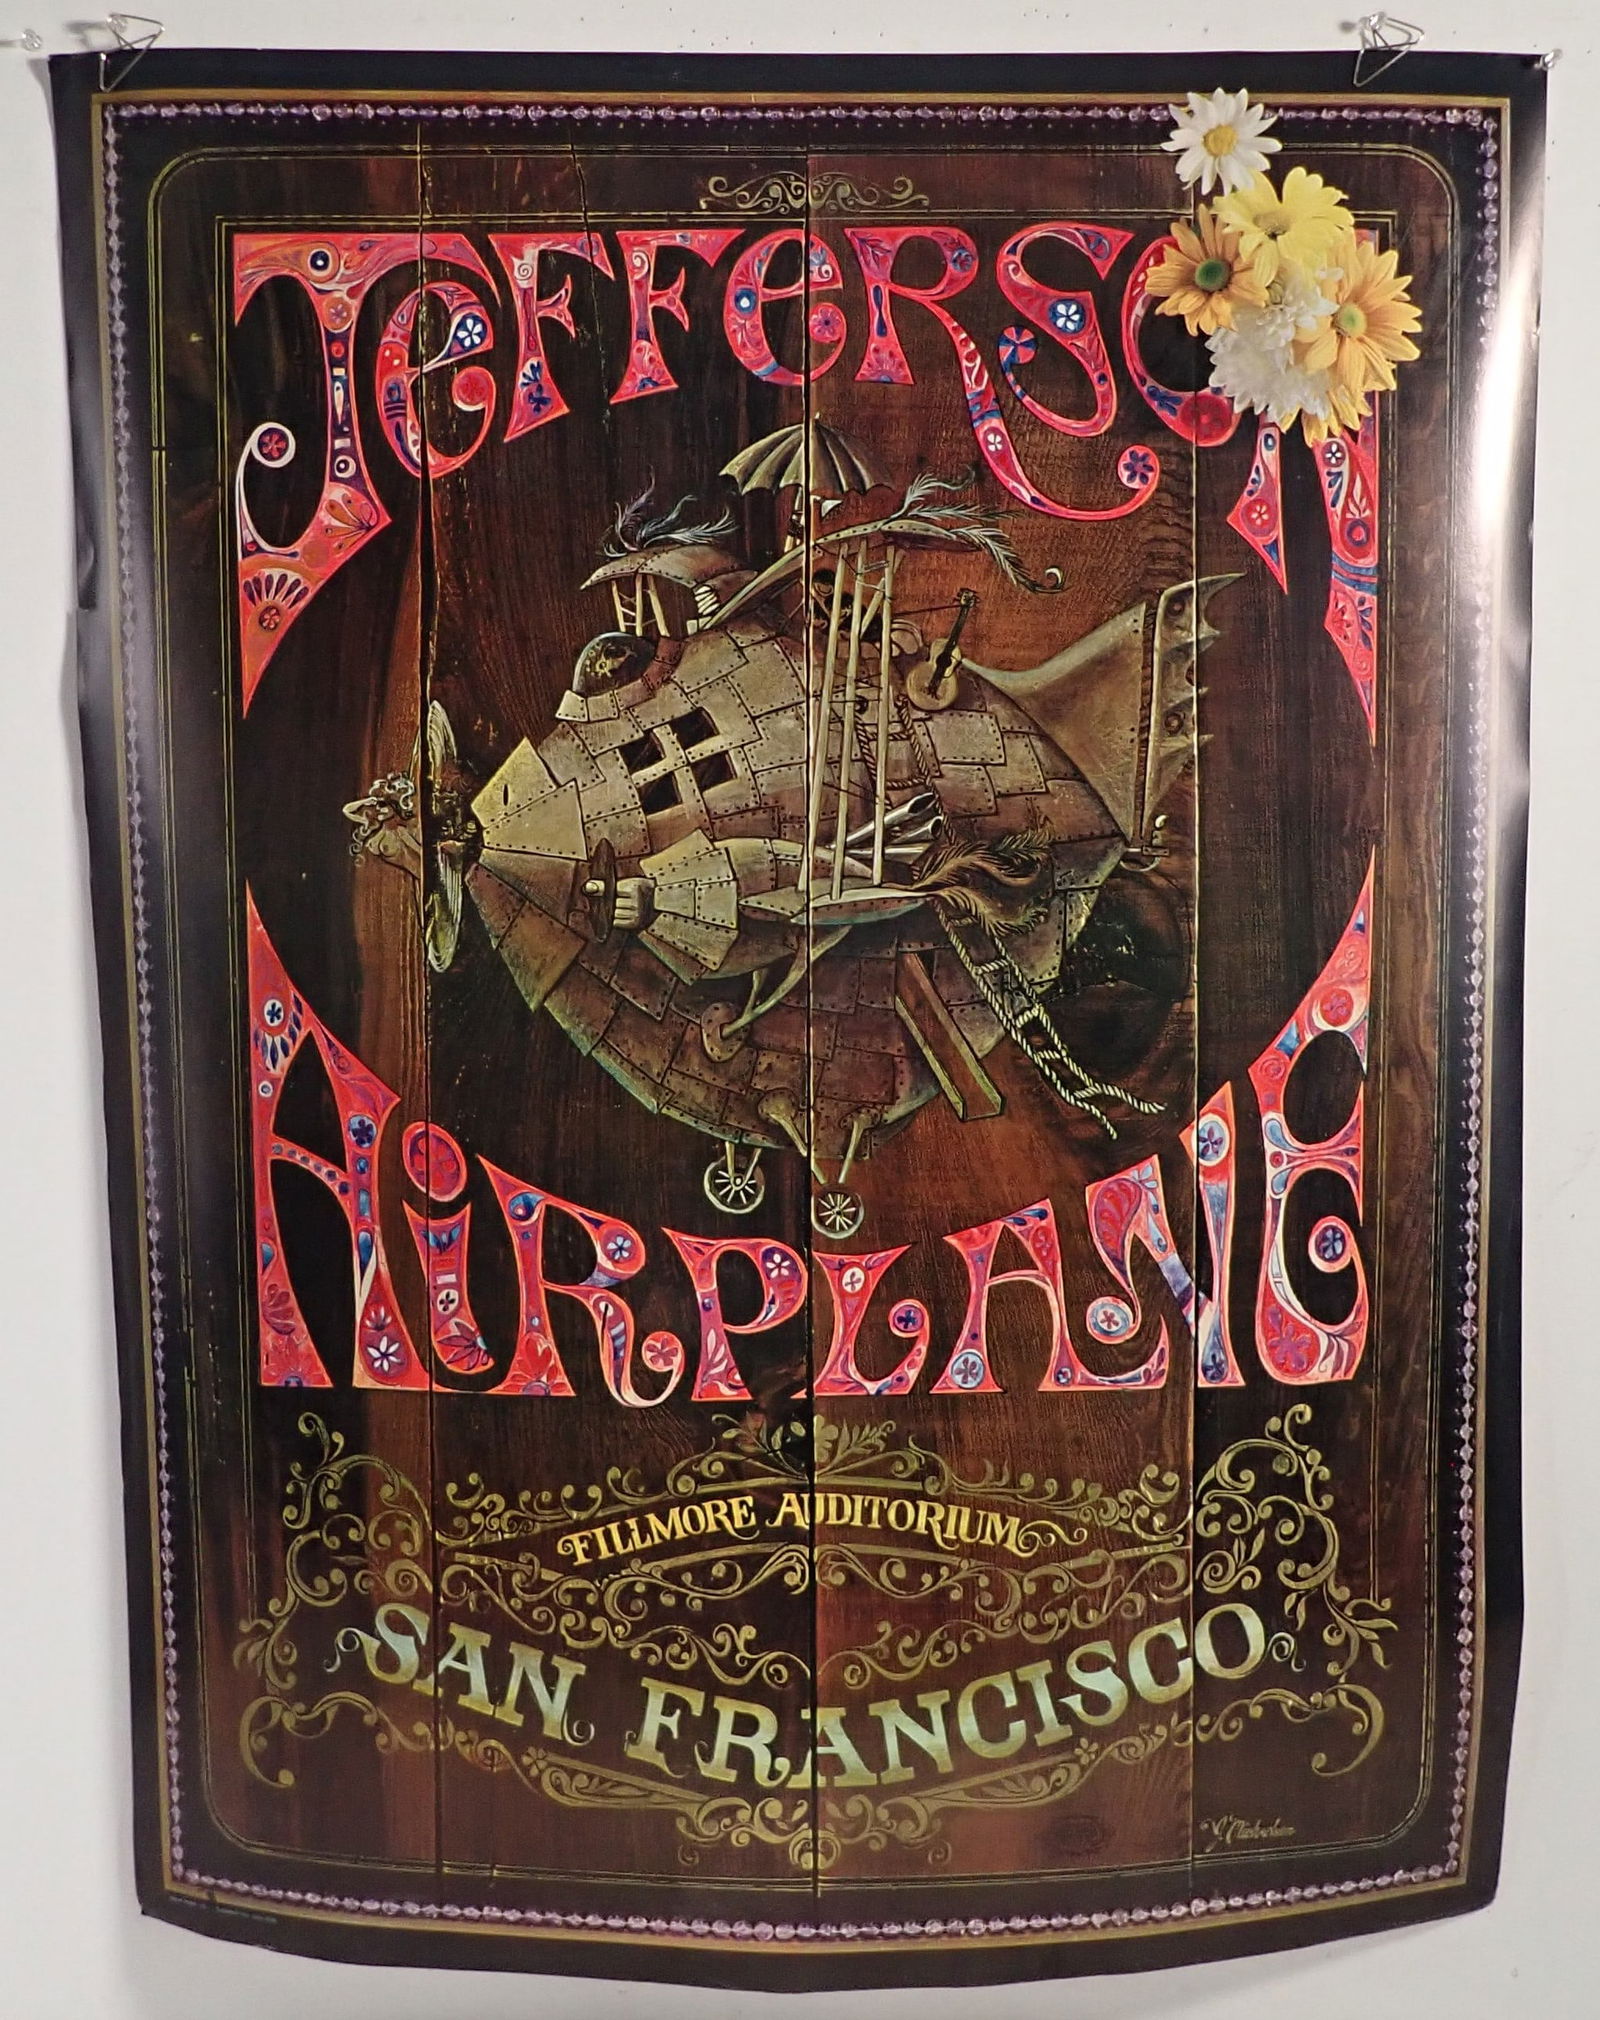 JEFFERSON
AIRPLANE
FILLMORE AUDITORIUM
SAN FRANCISCO